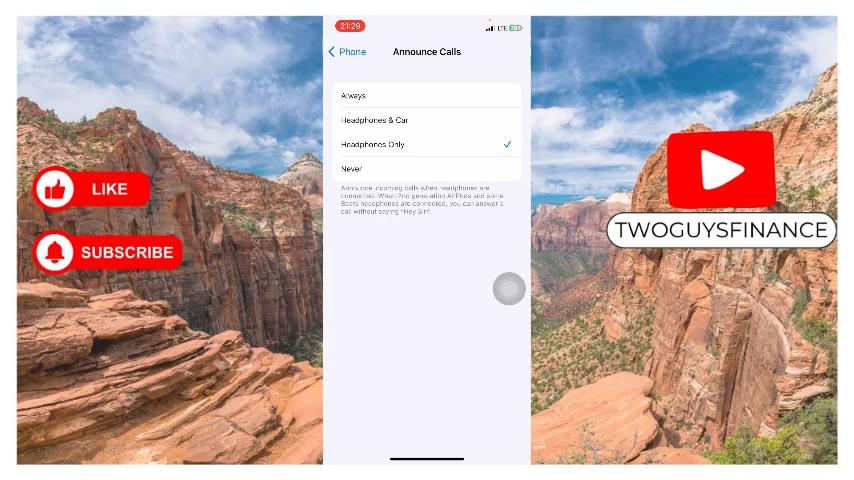 21:29
LTE
Phone
Announce Calls
Always
Headphones & Car
Headphones Only
Never
Announce incoming calls when headphones are
connected. When 2nd generation AirPods and some
Beats headphones are connected, you can answer a
call without saying "Hey Siri".
LIKE
SUBSCRIBE
TWOGUYSFINANCE